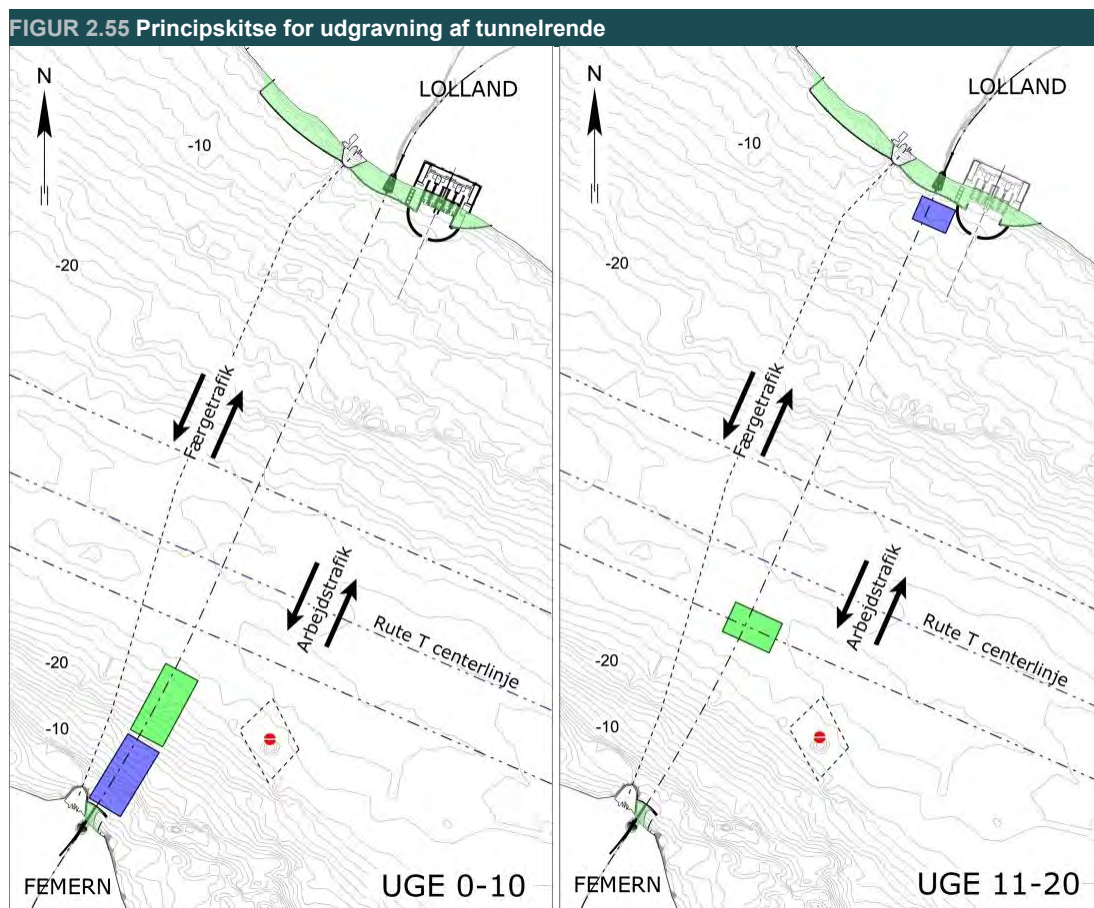 FIGUR 2.55 Principskitse for udgravning af tunnelrende
N
LOLLAND
-10
-20
Færgetrafik
Arbejdstrafik
Rute T centerlinje
-20
-10
FEMERN
UGE 0-10
N
LOLLAND
-10
-20
Færgetrafik
Arbejdstrafik
Rute T centerlinje
-20
-10
FEMERN
UGE 11-20